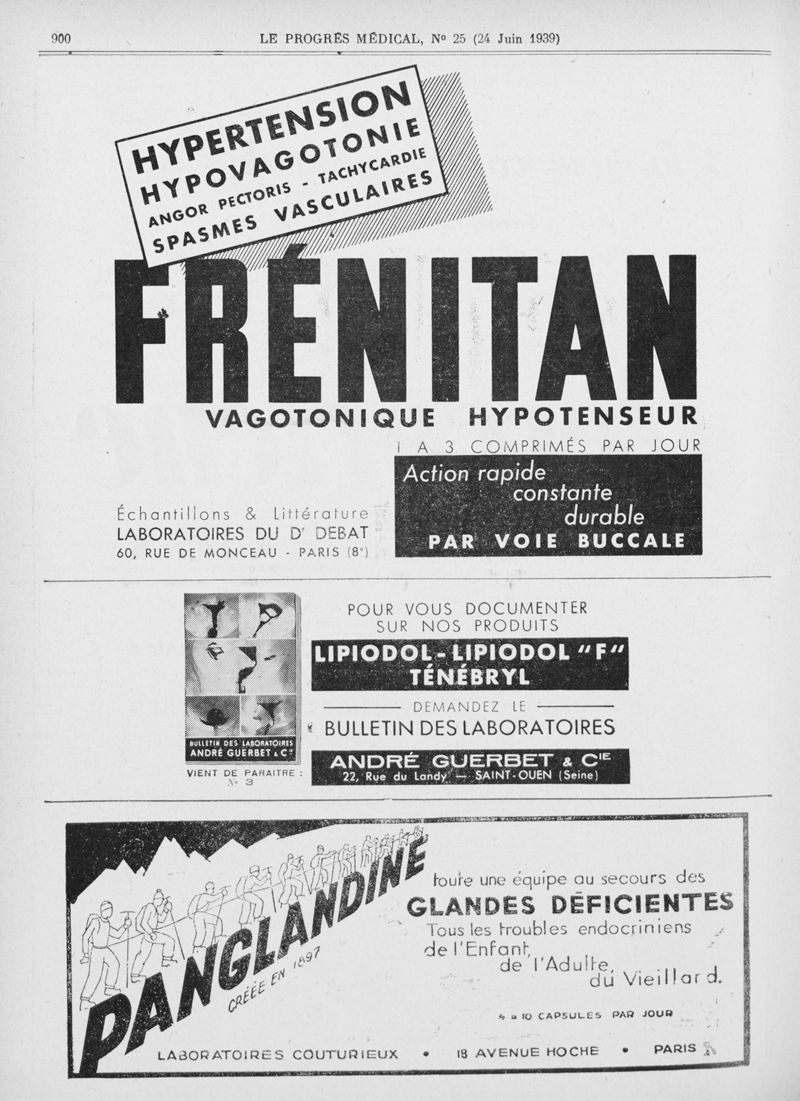 900
LE PROGRÈS MÉDICAL, No 25 (24 Juin 1939)
HYPERTENSION
HYPOVAGOTONIE
ANGOR PECTORIS - TACHYCARDIE
SPASMES VASCULAIRES
FRÉNITAN
VAGOTONIQUE HYPOTENSEUR
1 A 3 COMPRIMÉS PAR JOUR
Action rapide
constante
durable
PAR VOIE BUCCALE
Échantillons & Littérature
LABORATOIRES DU Dr DEBAT
60, RUE DE MONCEAU - PARIS (8e)
BULLETIN DES LABORATOIRES
ANDRÉ GUERBET & Cie
VIENT DE PARAITRE :
No 3
POUR VOUS DOCUMENTER
SUR NOS PRODUITS
LIPIODOL - LIPIODOL "F"
TÉNÉBRYL
DEMANDEZ LE
BULLETIN DES LABORATOIRES
ANDRÉ GUERBET & CIE
22, Rue du Landy — SAINT-OUEN (Seine)
PANGLANDINE
CRÉÉE EN 1897
toute une équipe au secours des
GLANDES DÉFICIENTES
Tous les troubles endocriniens
de l'Enfant,
de l'Adulte,
du Vieillard.
4 a 10 CAPSULES PAR JOUR
LABORATOIRES COUTURIEUX • 18 AVENUE HOCHE • PARIS